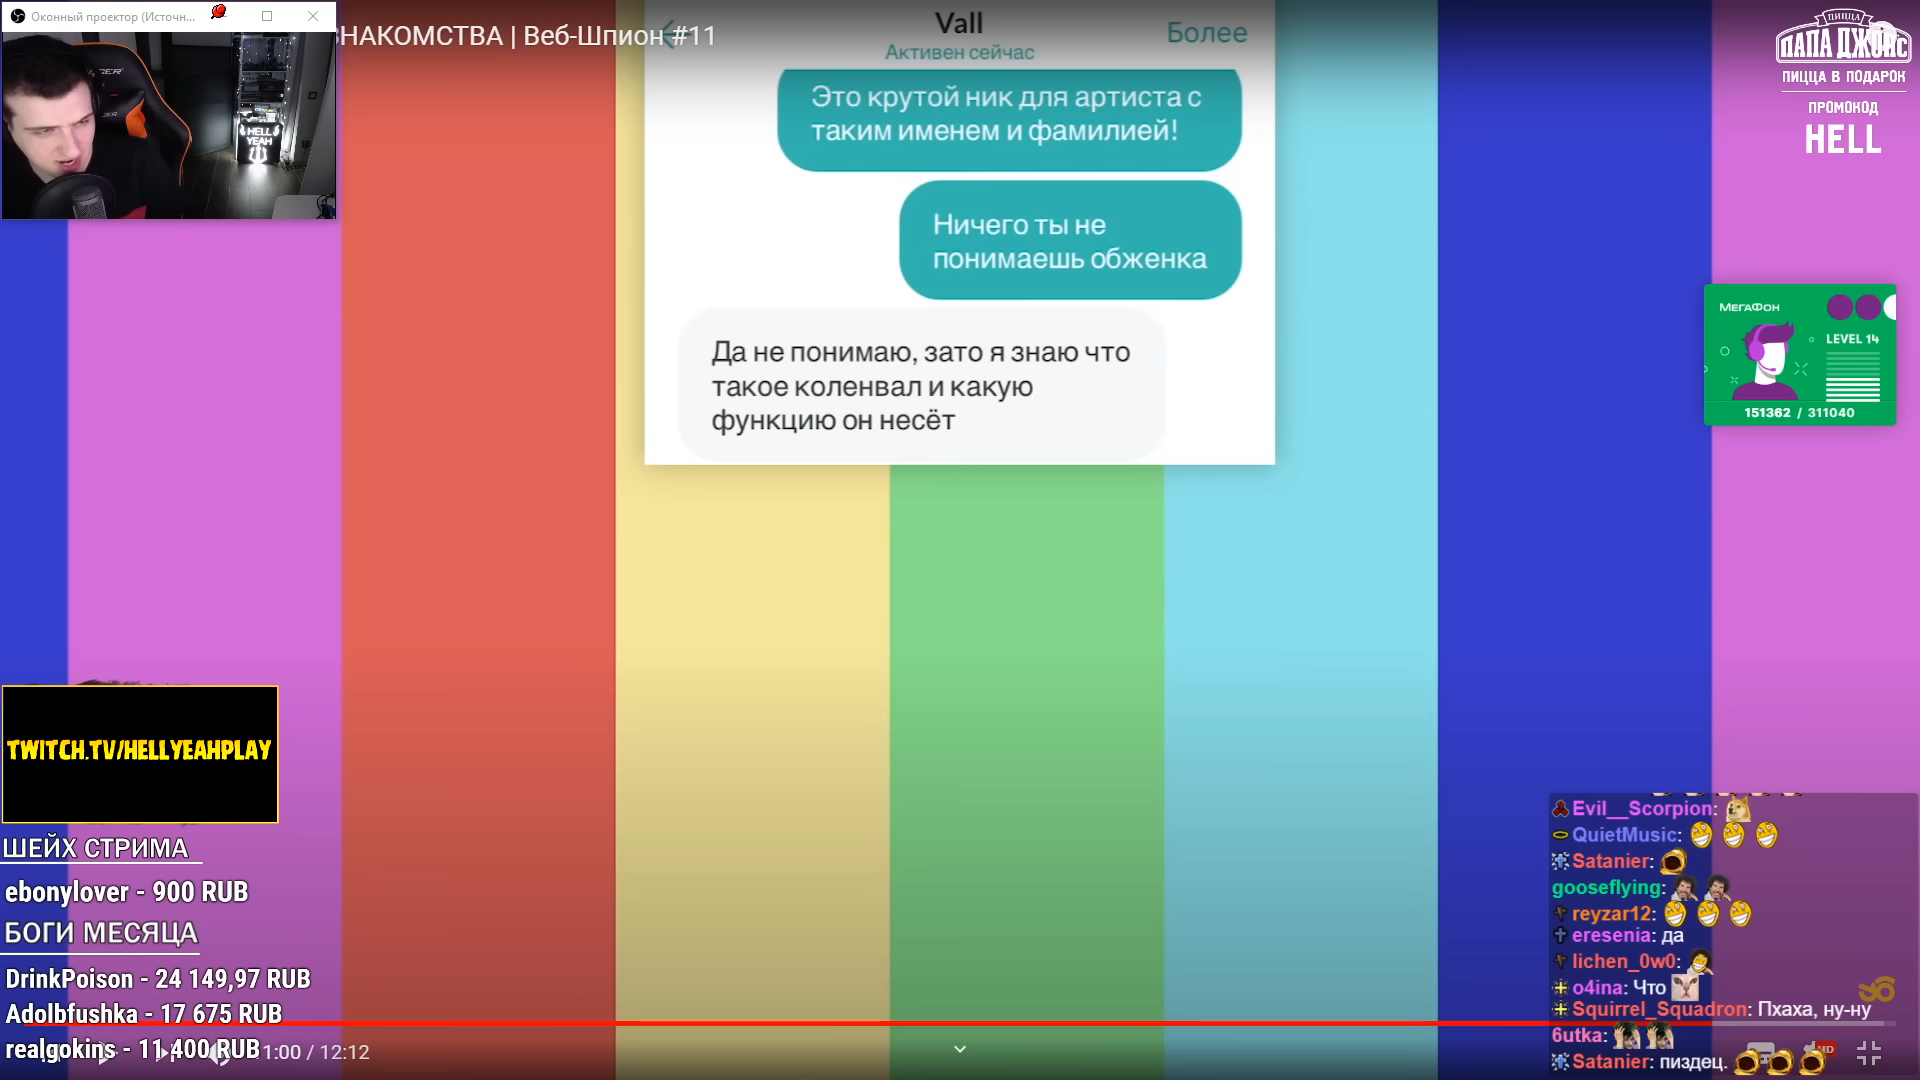 Оконный проектор (Источн...
ЗНАКОМСТВА | Веб-Шпион #11
HELL
YEAH
Vall
Активен сейчас
Более
Это крутой ник для артиста с
таким именем и фамилией!
Ничего ты не
понимаешь обженка
Да не понимаю, зато я знаю что
такое коленвал и какую
функцию он несёт
ПИЦЦА
ПАПА ДЖОНС
ПИЦЦА В ПОДАРОК
ПРОМОКОД
HELL
МЕГАФОН
LEVEL 14
151362 / 311040
TWITCH.TV/HELLYEAHPLAY
ШЕЙХ СТРИМА
ebonylover - 900 RUB
БОГИ МЕСЯЦА
DrinkPoison - 24 149,97 RUB
Adolbfushka - 17 675 RUB
realgokins - 11 400 RUB
1:00 / 12:12
Evil__Scorpion:
QuietMusic:
Satanier:
gooseflying:
reyzar12:
eresenia: да
lichen_0w0:
o4ina: Что
Squirrel_Squadron: Пхаха, ну-ну
6utka:
Satanier: пиздец.
HD